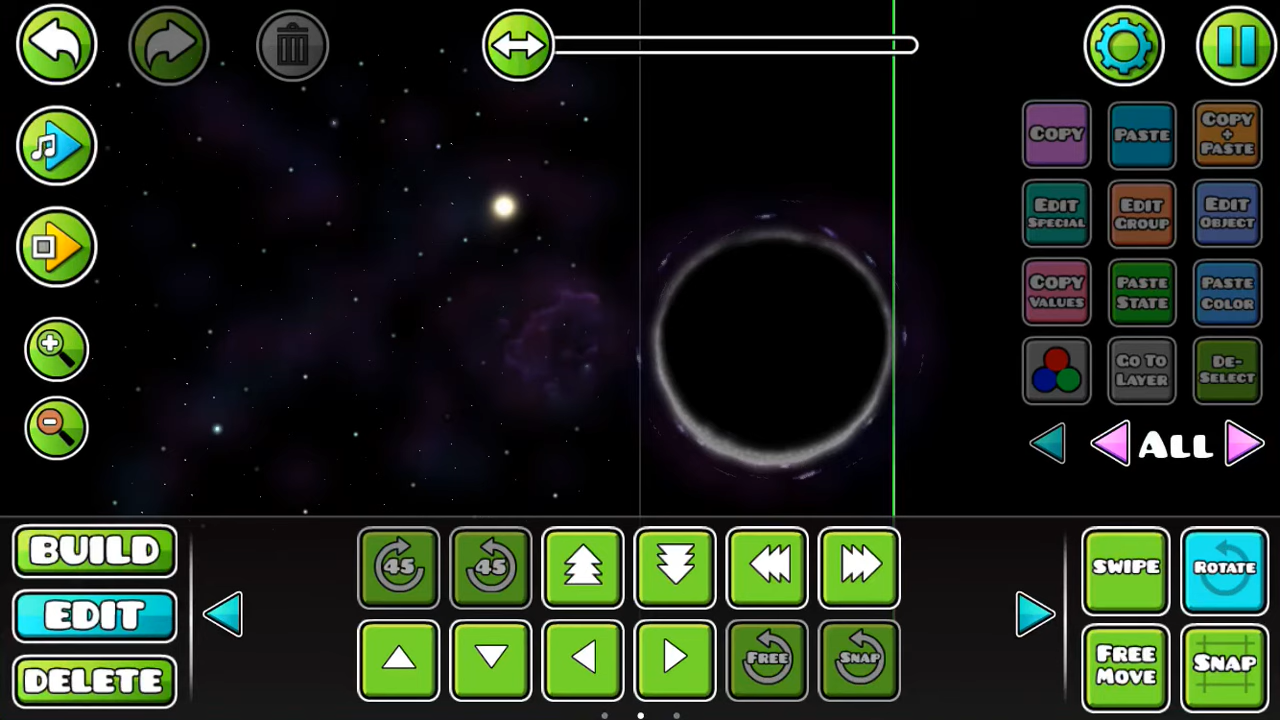 COPY
PASTE
COPY
+
PASTE
EDIT
SPECIAL
EDIT
GROUP
EDIT
OBJECT
COPY
VALUES
PASTE
STATE
PASTE
COLOR
GO TO
LAYER
DE-
SELECT
ALL
BUILD
EDIT
DELETE
45
45
FREE
SNAP
SWIPE
ROTATE
FREE
MOVE
SNAP